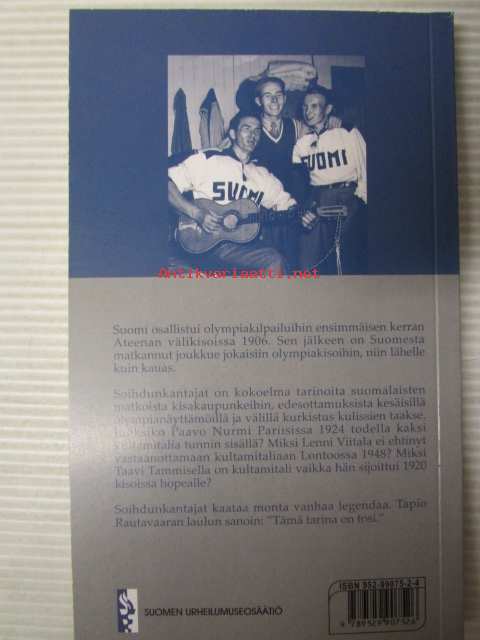 SUOMI
SUOMI
Antikvariaatti.net
Suomi osallistui olympiakilpailuihin ensimmäisen kerran
Ateenan välikisoissa 1906. Sen jälkeen on Suomesta
matkannut joukkue jokaisiin olympiakisoihin, niin lähelle
kuin kauas.
Soihdunkantajat on kokoelma tarinoita suomalaisten
matkoista kisakaupunkeihin, edesottamuksista kesäisillä
olympianäyttämöillä ja välillä kurkistus kulissien taakse.
Juoksiko Paavo Nurmi Pariisissa 1924 todella kaksi
kultamitalia tunnin sisällä? Miksi Lenni Viitala ei ehtinyt
vastaanottamaan kultamitaliaan Lontoossa 1948? Miksi
Taavi Tammisella on kultamitali vaikka hän sijoittui 1920
kisoissa hopealle?
Soihdunkantajat kaataa monta vanhaa legendaa. Tapio
Rautavaaran laulun sanoin: "Tämä tarina on tosi."
ISBN 952-99075-2-4
9 789529 907526
SUOMEN URHEILUMUSEOSÄÄTIÖ